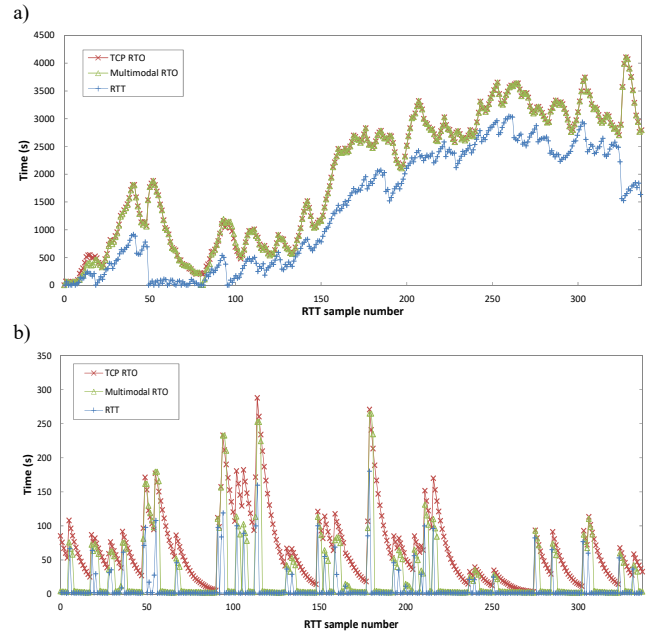 a)
4500
4000
3500
3000
2500
2000
1500
1000
500
0
Time (s)
TCP RTO
Multimodal RTO
RTT
0 50 100 150 200 250 300
RTT sample number
b)
350
300
250
200
150
100
50
0
Time (s)
TCP RTO
Multimodal RTO
RTT
0 50 100 150 200 250 300
RTT sample number